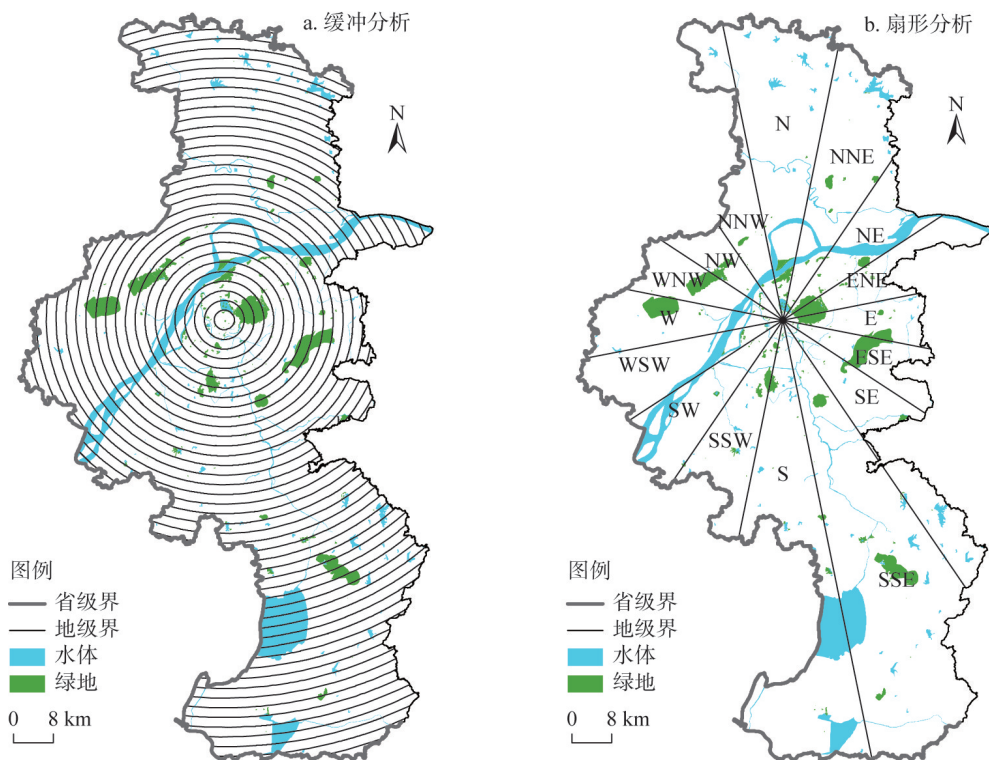 a. 缓冲分析
N
图例
省级界
地级界
水体
绿地
0 8 km
b. 扇形分析
N
N
NNE
NNW
NE
NW
WNW
ENE
W
E
WSW
ESE
SE
SW
SSW
S
SSE
图例
省级界
地级界
水体
绿地
0 8 km